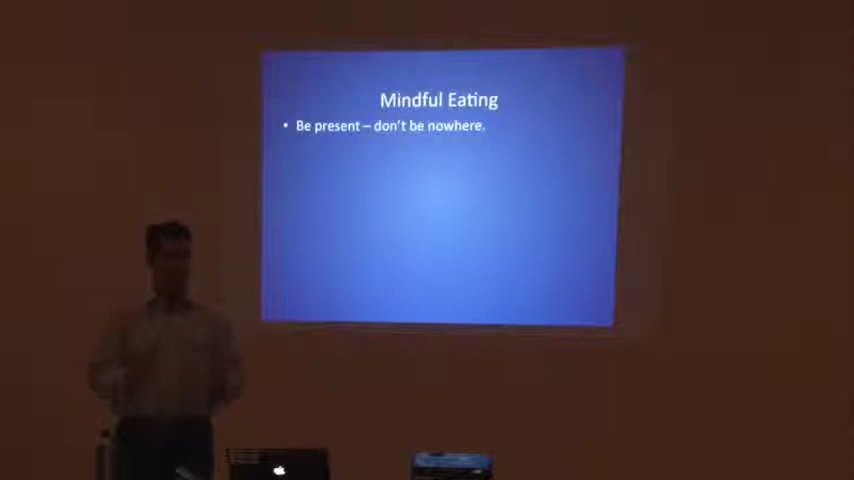 Mindful Eating
• Be present – don't be nowhere.